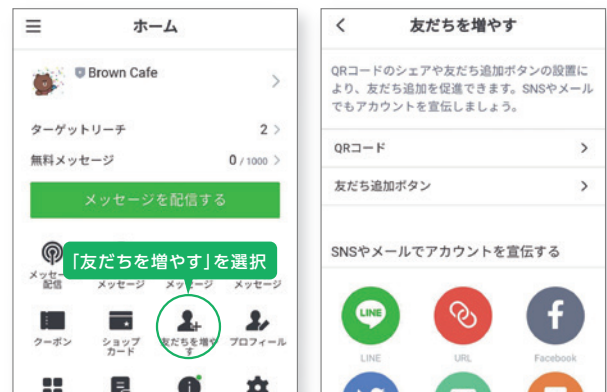 ホーム
Brown Cafe
ターゲットリーチ 2
無料メッセージ 0 / 1000
メッセージを配信する
「友だちを増やす」を選択
メッセー
配信
メッセージ
メッセージ
メッセージ
クーポン
ショップ
カード
友だちを増や
す
プロフィール
友だちを増やす
QRコードのシェアや友だち追加ボタンの設置に
より、友だち追加を促進できます。SNSやメール
でもアカウントを宣伝しましょう。
QRコード
友だち追加ボタン
SNSやメールでアカウントを宣伝する
LINE
LINE
URL
Facebook